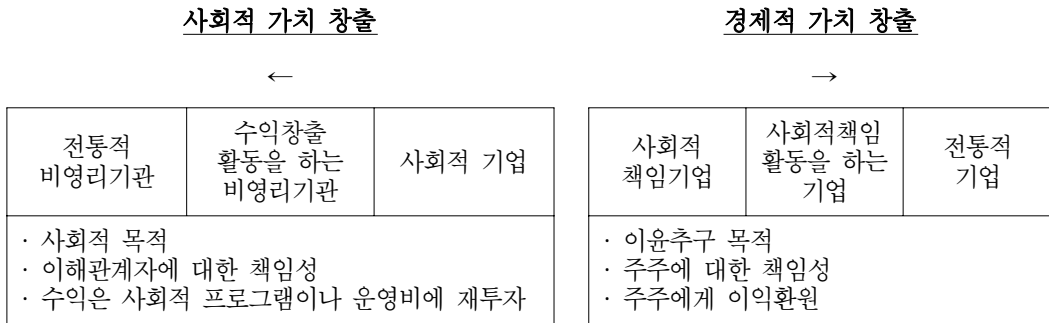 사회적 가치 창출
←
전통적
비영리기관
수익창출
활동을 하는
비영리기관
사회적 기업
· 사회적 목적
· 이해관계자에 대한 책임성
· 수익은 사회적 프로그램이나 운영비에 재투자
경제적 가치 창출
→
사회적
책임기업
사회적책임
활동을 하는
기업
전통적
기업
· 이윤추구 목적
· 주주에 대한 책임성
· 주주에게 이익환원